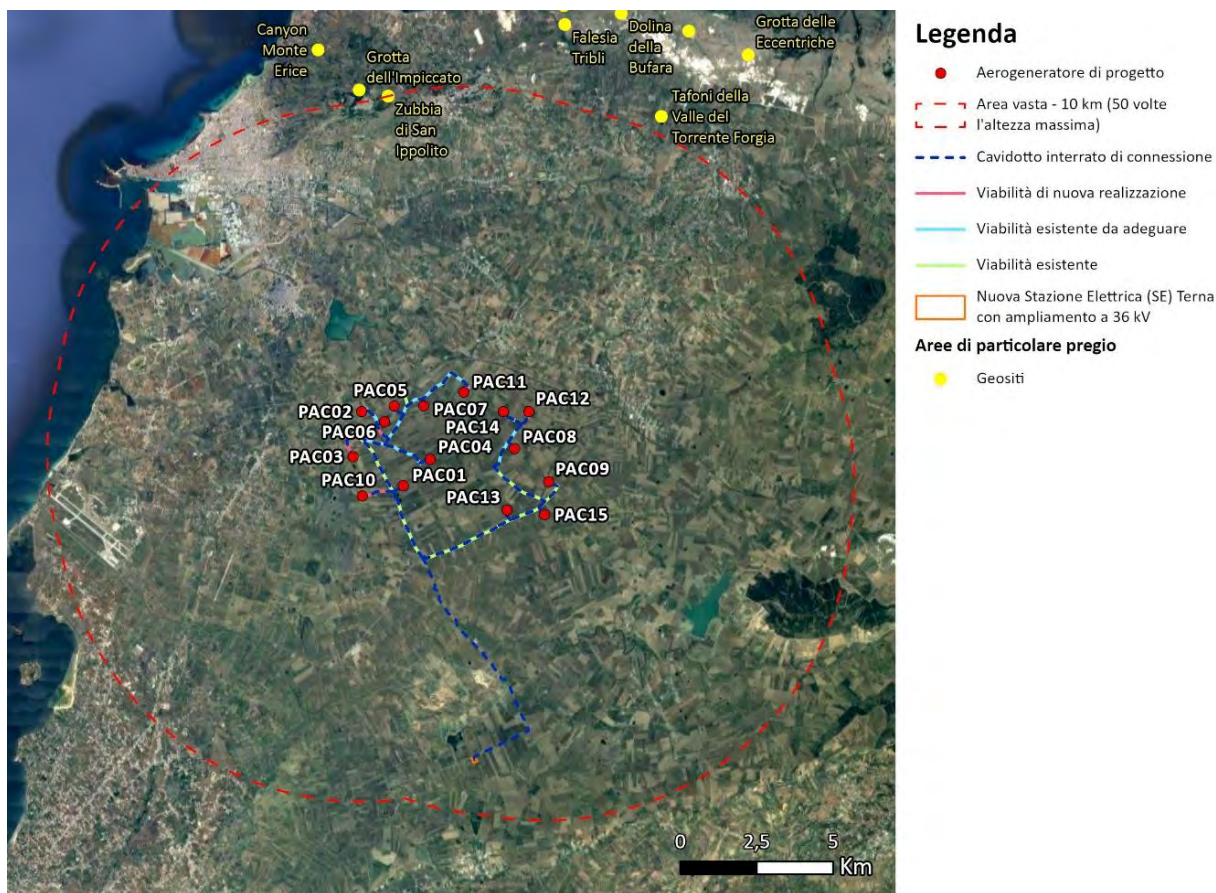 Canyon
Monte
Erice
Grotta
dell'Impiccato
Zubbia
di San
Ippolito
Falesia
Tribli
Dolina
della
Bufara
Grotta delle
Eccentriche
Tafoni della
Valle del
Torrente Forgia
PAC11
PAC05
PAC02
PAC07
PAC12
PAC14
PAC06
PAC08
PAC04
PAC03
PAC01
PAC09
PAC10
PAC13
PAC15
0 2,5 5
Km
Legenda
Aerogeneratore di progetto
Area vasta - 10 km (50 volte
l'altezza massima)
Cavidotto interrato di connessione
Viabilità di nuova realizzazione
Viabilità esistente da adeguare
Viabilità esistente
Nuova Stazione Elettrica (SE) Terna
con ampliamento a 36 kV
Aree di particolare pregio
Geositi